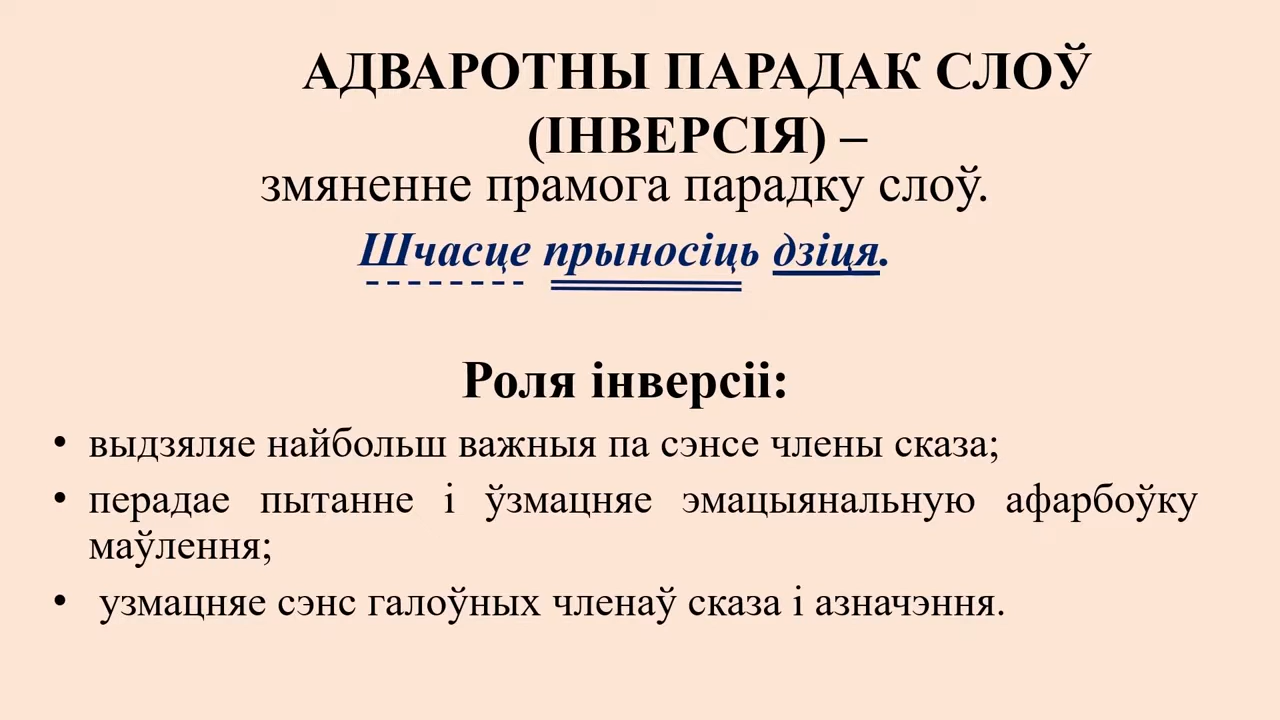 АДВАРОТНЫ ПАРАДАК СЛОЎ
(ІНВЕРСІЯ) –
змяненне прамога парадку слоў.
Шчасце прыносіць дзіця.
Роля інверсіі:
• выдзяляе найбольш важныя па сэнсе члены сказа;
• перадае пытанне і ўзмацняе эмацыянальную афарбоўку
маўлення;
• узмацняе сэнс галоўных членаў сказа і азначэння.